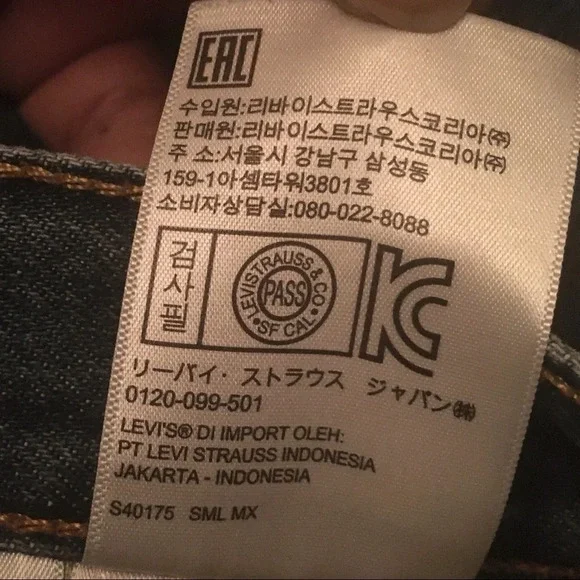 EAC
수입원:리바이스트라우스코리아㈜
판매원:리바이스트라우스코리아㈜
주 소:서울시 강남구 삼성동
159-1아셈타워3801호
소비자상담실:080-022-8088
검사필
LEVI STRAUSS & CO
PASS
SF CAL
KC
リーバイ・ストラウス ジャパン㈱
0120-099-501
LEVI'S® DI IMPORT OLEH:
PT LEVI STRAUSS INDONESIA
JAKARTA - INDONESIA
S40175 SML MX